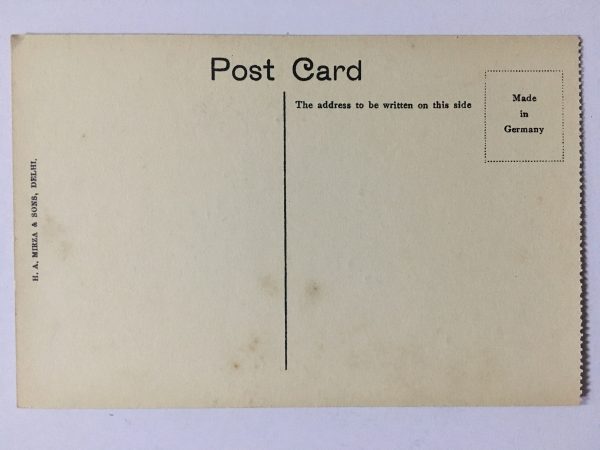 Post Card
The address to be written on this side
Made
in
Germany
H. A. MIRZA & SONS, DELHI.